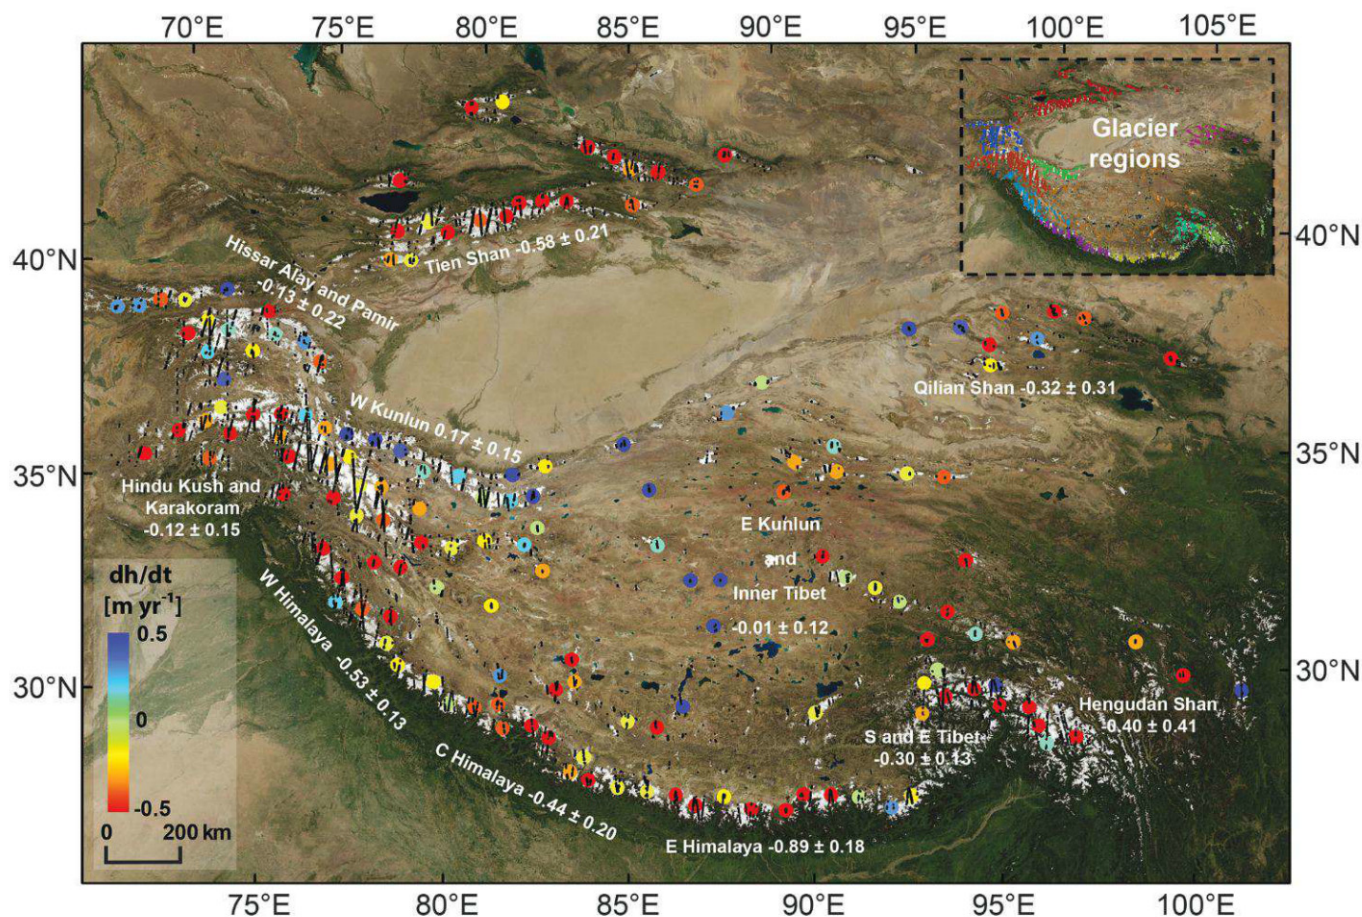 70°E 75°E 80°E 85°E 90°E 95°E 100°E 105°E
Glacier
regions
40°N
40°N
Tien Shan -0.58 ± 0.21
Hissar Alay and Pamir
-0.13 ± 0.22
Qilian Shan -0.32 ± 0.31
W Kunlun 0.17 ± 0.15
35°N
35°N
Hindu Kush and
Karakoram
-0.12 ± 0.15
E Kunlun
and
Inner Tibet
-0.01 ± 0.12
dh/dt
[m yr⁻¹]
0.5
0
-0.5
0 200 km
W Himalaya -0.53 ± 0.13
30°N
30°N
Hengudan Shan
-0.40 ± 0.41
S and E Tibet
-0.30 ± 0.13
C Himalaya -0.44 ± 0.20
E Himalaya -0.89 ± 0.18
75°E 80°E 85°E 90°E 95°E 100°E